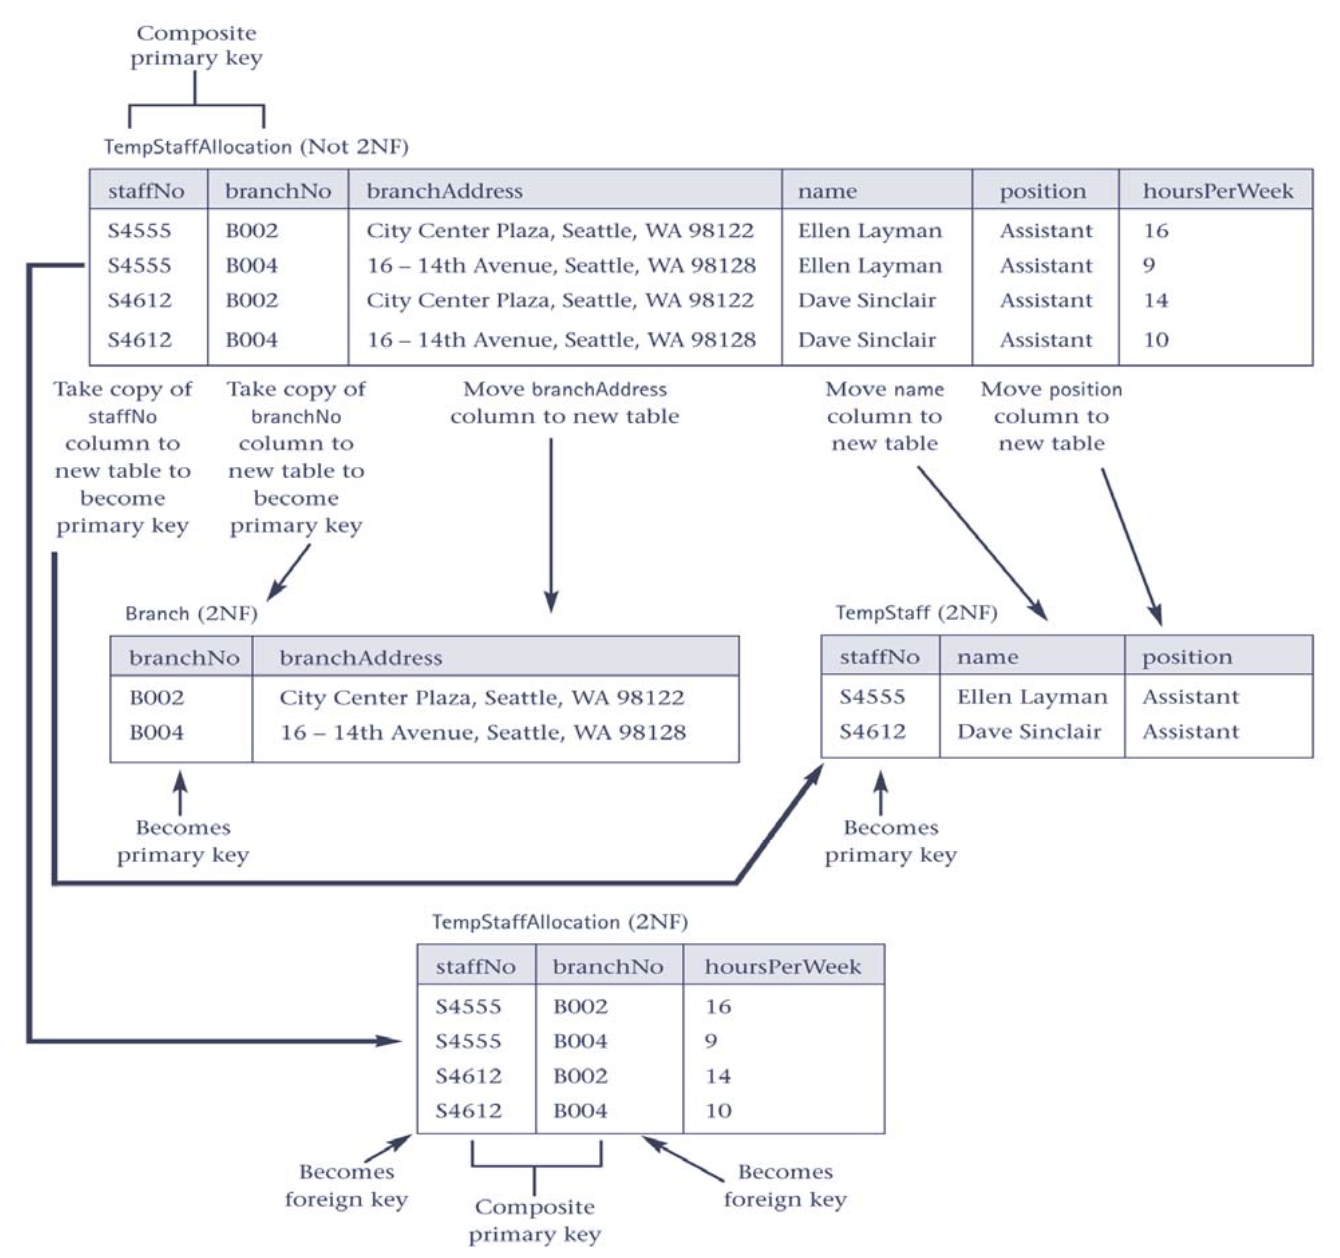 Composite
primary key
TempStaffAllocation (Not 2NF)
staffNo branchNo branchAddress name position hoursPerWeek
S4555 B002 City Center Plaza, Seattle, WA 98122 Ellen Layman Assistant 16
S4555 B004 16 – 14th Avenue, Seattle, WA 98128 Ellen Layman Assistant 9
S4612 B002 City Center Plaza, Seattle, WA 98122 Dave Sinclair Assistant 14
S4612 B004 16 – 14th Avenue, Seattle, WA 98128 Dave Sinclair Assistant 10
Take copy of
staffNo
column to
new table to
become
primary key
Take copy of
branchNo
column to
new table to
become
primary key
Move branchAddress
column to new table
Move name
column to
new table
Move position
column to
new table
Branch (2NF)
branchNo branchAddress
B002 City Center Plaza, Seattle, WA 98122
B004 16 – 14th Avenue, Seattle, WA 98128
Becomes
primary key
TempStaff (2NF)
staffNo name position
S4555 Ellen Layman Assistant
S4612 Dave Sinclair Assistant
Becomes
primary key
TempStaffAllocation (2NF)
staffNo branchNo hoursPerWeek
S4555 B002 16
S4555 B004 9
S4612 B002 14
S4612 B004 10
Becomes
foreign key
Composite
primary key
Becomes
foreign key